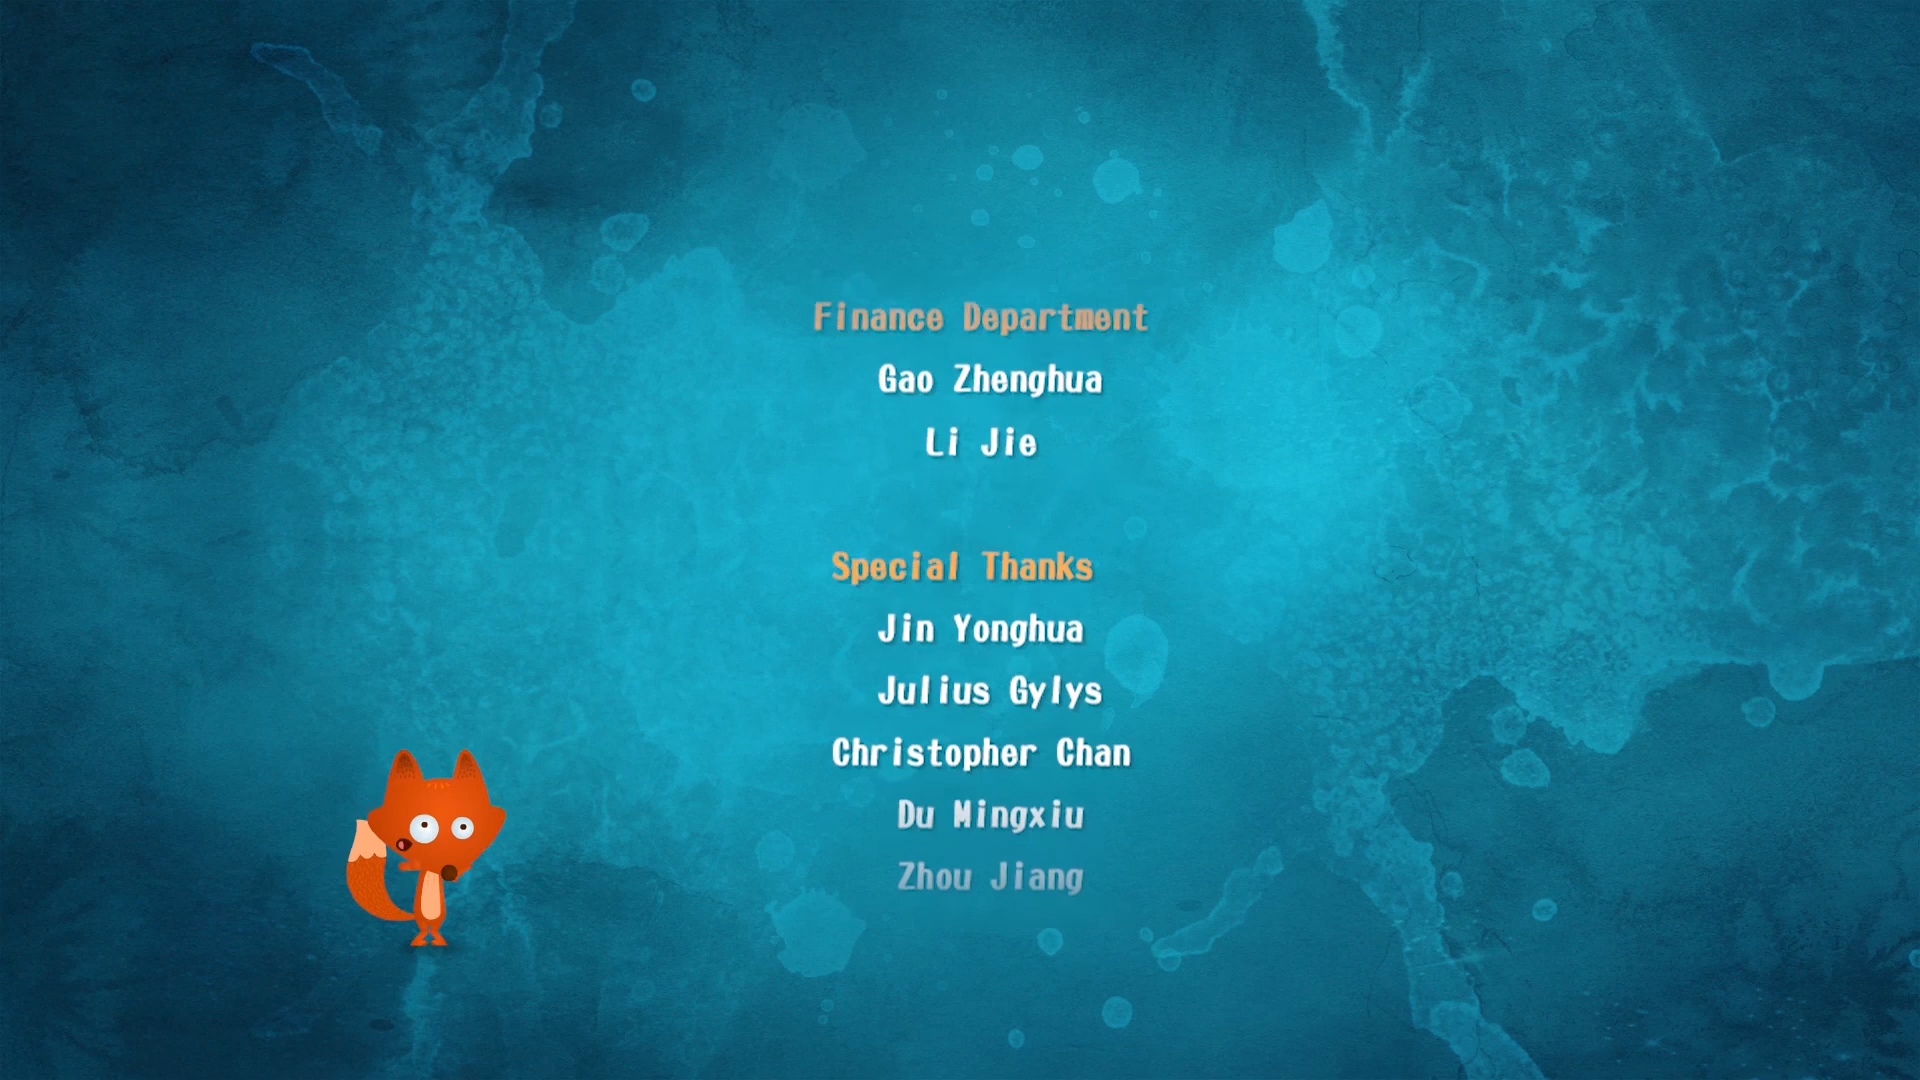 Finance Department
Gao Zhenghua
Li Jie
Special Thanks
Jin Yonghua
Julius Gylys
Christopher Chan
Du Mingxiu
Zhou Jiang